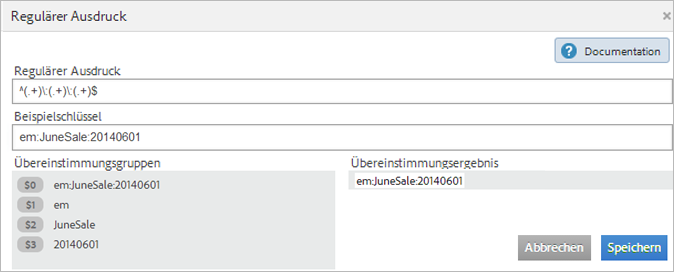 Regulärer Ausdruck
×
? Documentation
Regulärer Ausdruck
^(.+)\:(.+)\:(.+)$
Beispielschlüssel
em:JuneSale:20140601
Übereinstimmungsgruppen
$0 em:JuneSale:20140601
$1 em
$2 JuneSale
$3 20140601
Übereinstimmungsergebnis
em:JuneSale:20140601
Abbrechen
Speichern